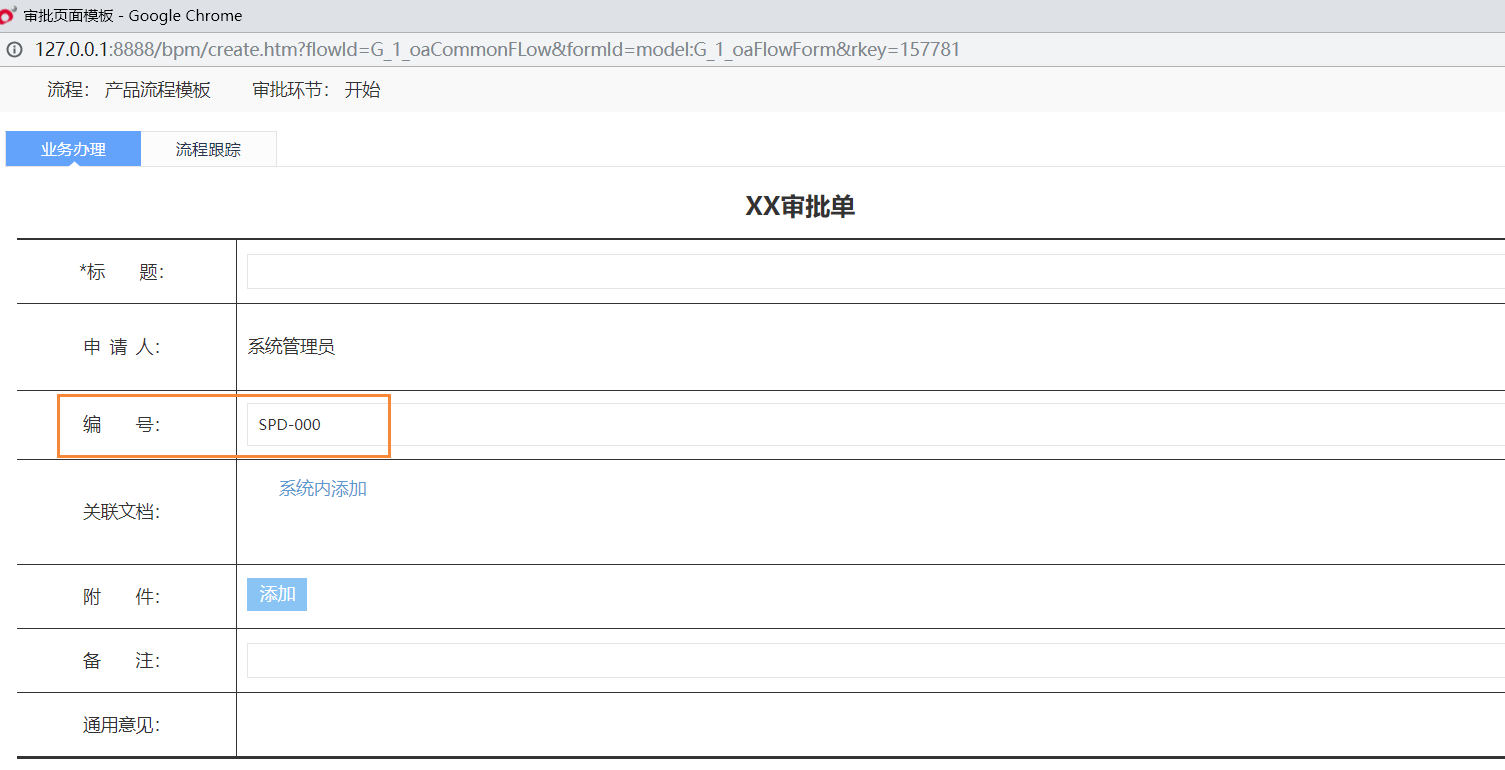 审批页面模板 - Google Chrome
127.0.0.1:8888/bpm/create.htm?flowId=G_1_oaCommonFLow&formId=model:G_1_oaFlowForm&rkey=157781
流程： 产品流程模板 审批环节： 开始
业务办理 流程跟踪
XX审批单
*标 题：
申 请 人： 系统管理员
编 号： SPD-000
系统内添加
关联文档：
附 件： 添加
备 注：
通用意见：